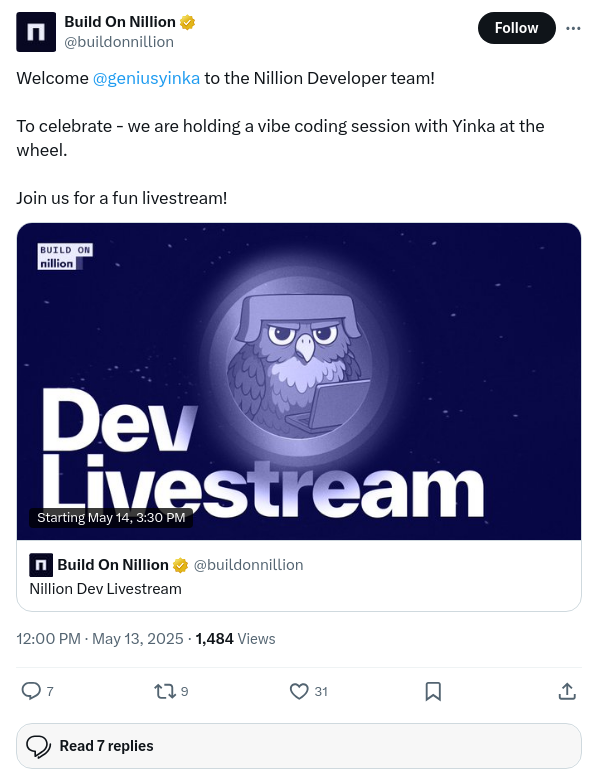 Build On Nillion
@buildonnillion
Follow
Welcome @geniusyinka to the Nillion Developer team!
To celebrate - we are holding a vibe coding session with Yinka at the
wheel.
Join us for a fun livestream!
BUILD ON
nillion
Dev
Livestream
Starting May 14, 3:30 PM
Build On Nillion @buildonnillion
Nillion Dev Livestream
12:00 PM · May 13, 2025 · 1,484 Views
7 9 31
Read 7 replies